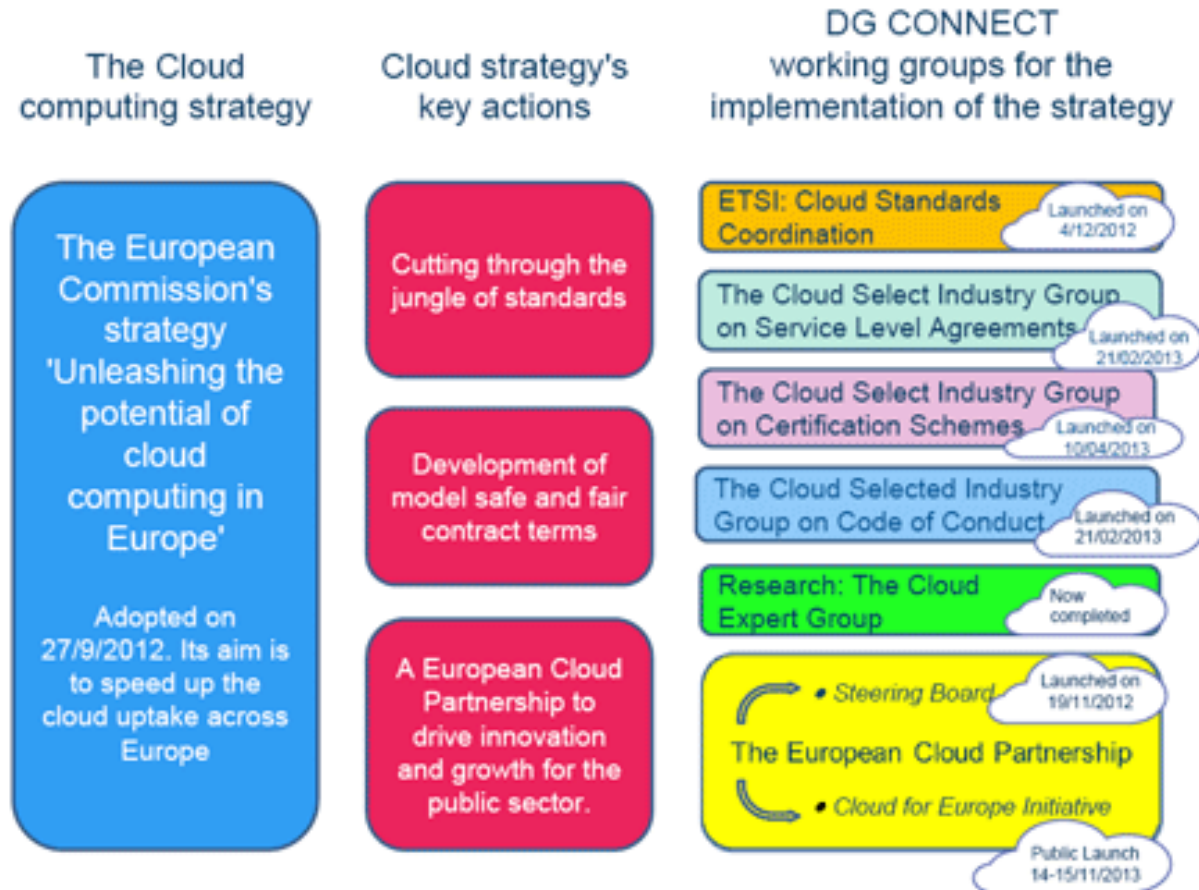 The Cloud
computing strategy
Cloud strategy's
key actions
DG CONNECT
working groups for the
implementation of the strategy
The European
Commission's
strategy
'Unleashing the
potential of
cloud
computing in
Europe'
Adopted on
27/9/2012. Its aim is
to speed up the
cloud uptake across
Europe
Cutting through the
jungle of standards
Development of
model safe and fair
contract terms
A European Cloud
Partnership to
drive innovation
and growth for the
public sector.
ETSI: Cloud Standards
Coordination
Launched on
4/12/2012
The Cloud Select Industry Group
on Service Level Agreements
Launched on
21/02/2013
The Cloud Select Industry Group
on Certification Schemes
Launched on
10/04/2013
The Cloud Selected Industry
Group on Code of Conduct
Launched on
21/02/2013
Research: The Cloud
Expert Group
Now
completed
• Steering Board
Launched on
19/11/2012
The European Cloud Partnership
• Cloud for Europe Initiative
Public Launch
14-15/11/2013